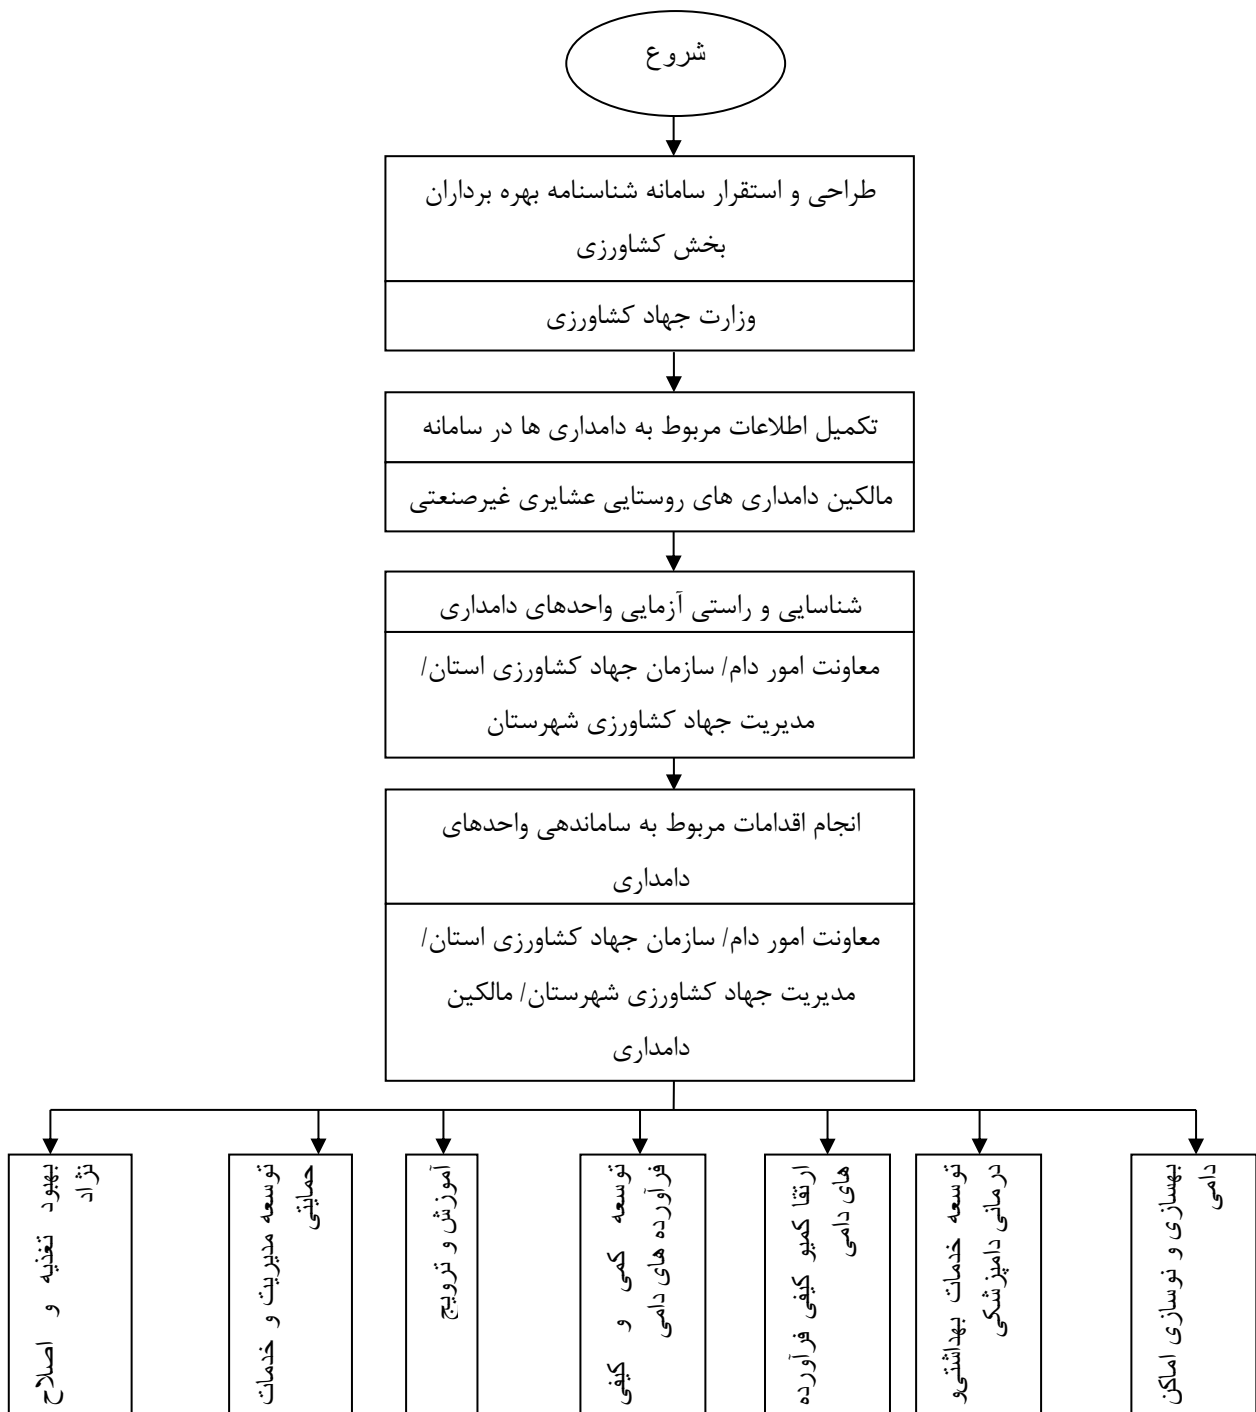 شروع
طراحی و استقرار سامانه شناسنامه بهره برداران
بخش کشاورزی
وزارت جهاد کشاورزی
تکمیل اطلاعات مربوط به دامداری ها در سامانه
مالکین دامداری های روستایی عشایری غیرصنعتی
شناسایی و راستی آزمایی واحدهای دامداری
معاونت امور دام/ سازمان جهاد کشاورزی استان/
مدیریت جهاد کشاورزی شهرستان
انجام اقدامات مربوط به ساماندهی واحدهای
دامداری
معاونت امور دام/ سازمان جهاد کشاورزی استان/
مدیریت جهاد کشاورزی شهرستان/ مالکین
دامداری
بهسازی و نوسازی اماکن
دامی
توسعه خدمات بهداشتیو
درمانی دامپزشکی
ارتقا کمیو کیفی فرآورده
های دامی
توسعه کمی و کیفی
فرآورده های دامی
آموزش و ترویج
توسعه مدیریت و خدمات
حمایتی
بهبود تغذیه و اصلاح
نژاد